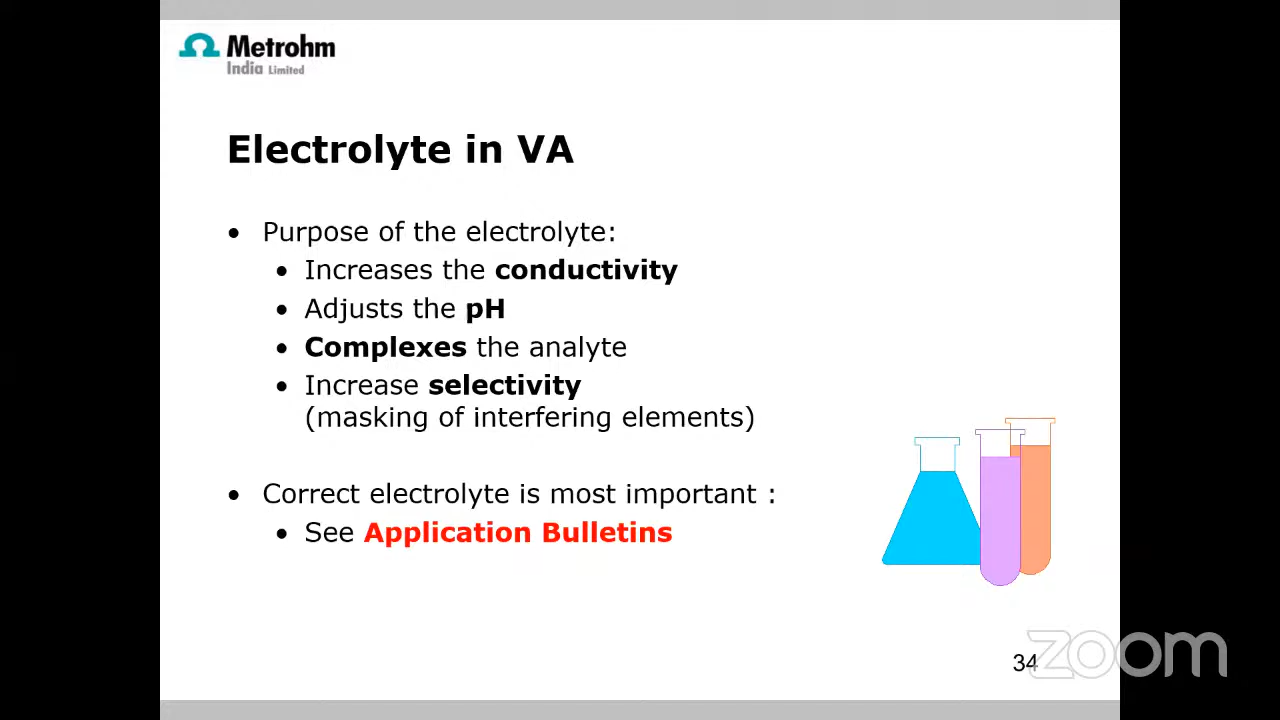 Metrohm
India Limited
Electrolyte in VA
• Purpose of the electrolyte:
• Increases the conductivity
• Adjusts the pH
• Complexes the analyte
• Increase selectivity
(masking of interfering elements)
• Correct electrolyte is most important :
• See Application Bulletins
34
zoom